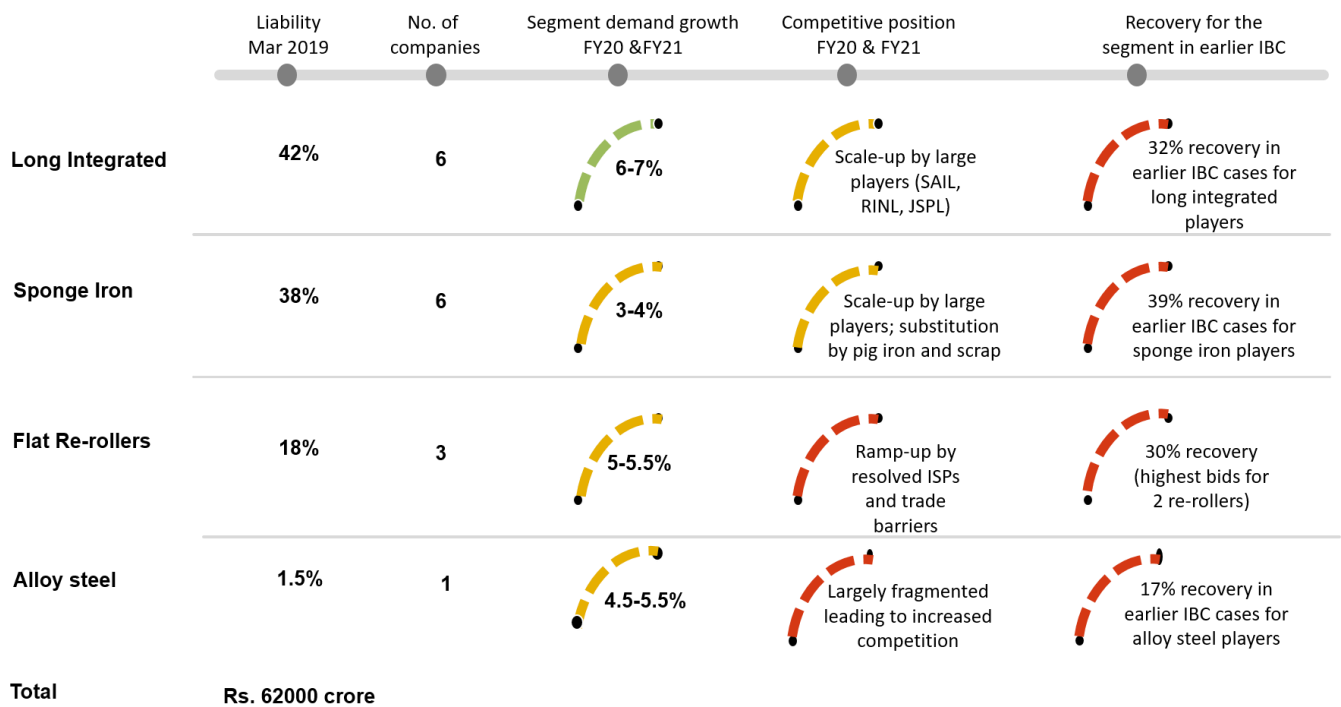 Liability
Mar 2019
No. of
companies
Segment demand growth
FY20 &FY21
Competitive position
FY20 & FY21
Recovery for the
segment in earlier IBC
Long Integrated
42%
6
6-7%
Scale-up by large
players (SAIL,
RINL, JSPL)
32% recovery in
earlier IBC cases for
long integrated
players
Sponge Iron
38%
6
3-4%
Scale-up by large
players; substitution
by pig iron and scrap
39% recovery in
earlier IBC cases for
sponge iron players
Flat Re-rollers
18%
3
5-5.5%
Ramp-up by
resolved ISPs
and trade
barriers
30% recovery
(highest bids for
2 re-rollers)
Alloy steel
1.5%
1
4.5-5.5%
Largely fragmented
leading to increased
competition
17% recovery in
earlier IBC cases for
alloy steel players
Total
Rs. 62000 crore